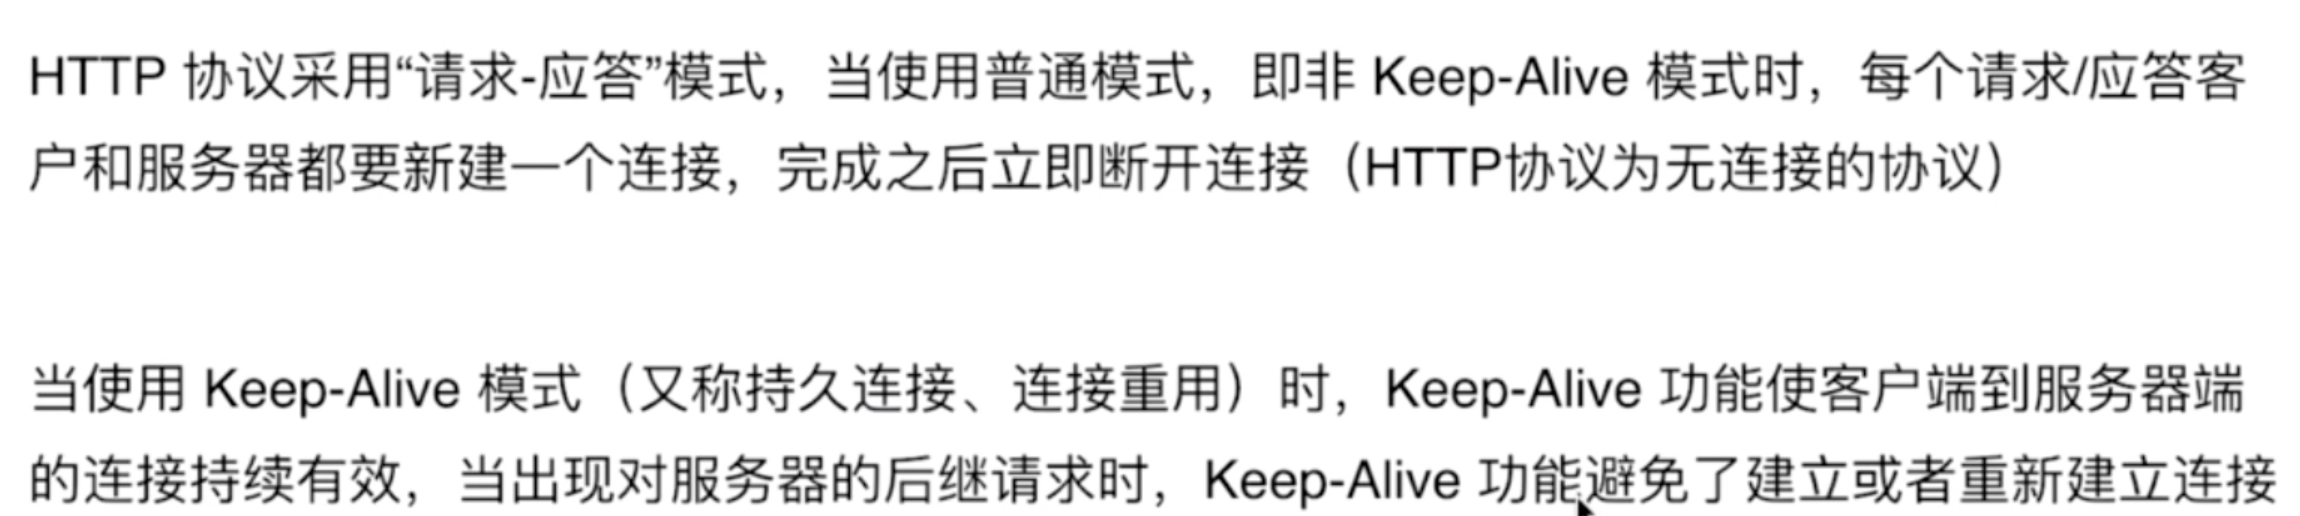 HTTP 协议采用“请求-应答”模式，当使用普通模式，即非 Keep-Alive 模式时，每个请求/应答客
户和服务器都要新建一个连接，完成之后立即断开连接（HTTP协议为无连接的协议）
当使用 Keep-Alive 模式（又称持久连接、连接重用）时，Keep-Alive 功能使客户端到服务器端
的连接持续有效，当出现对服务器的后继请求时，Keep-Alive 功能避免了建立或者重新建立连接